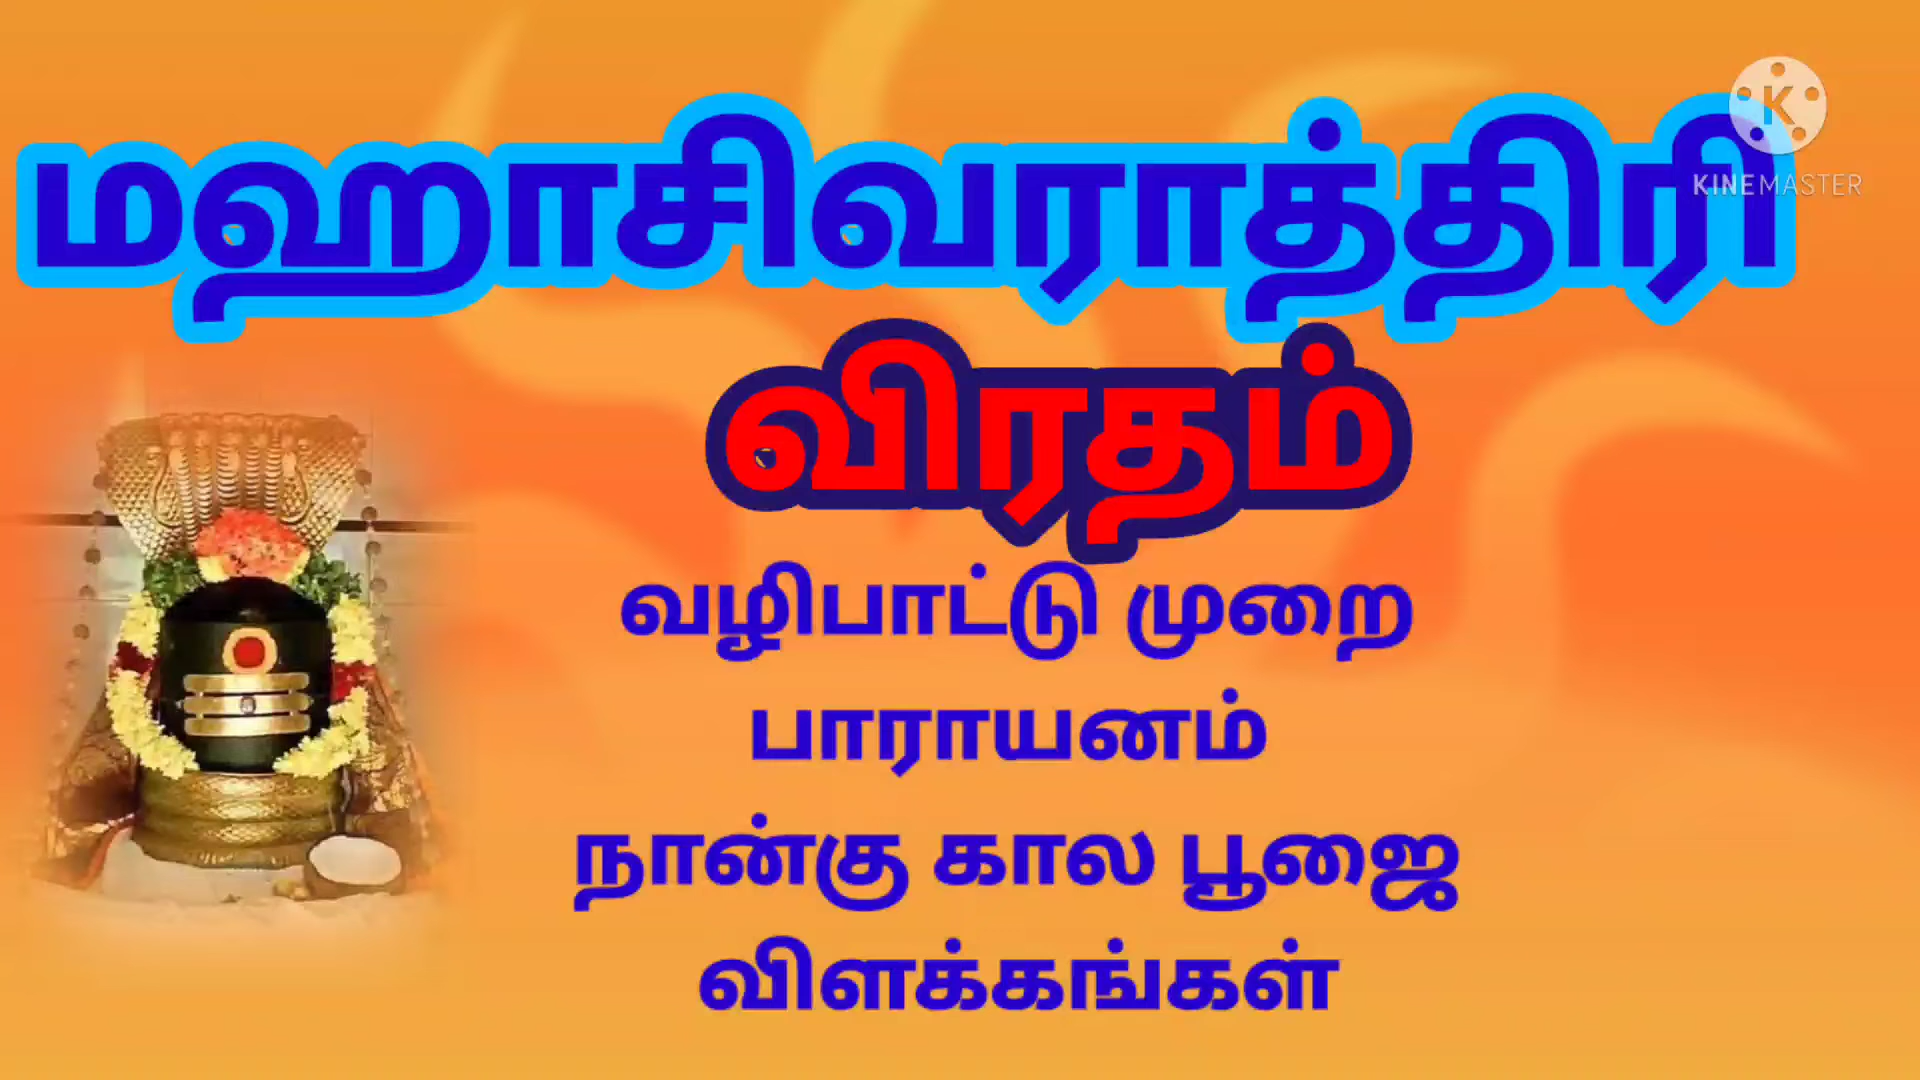 மஹாசிவராத்திரி
KINEMASTER
விரதம்
வழிபாட்டு முறை
பாராயனம்
நான்கு கால பூஜை
விளக்கங்கள்